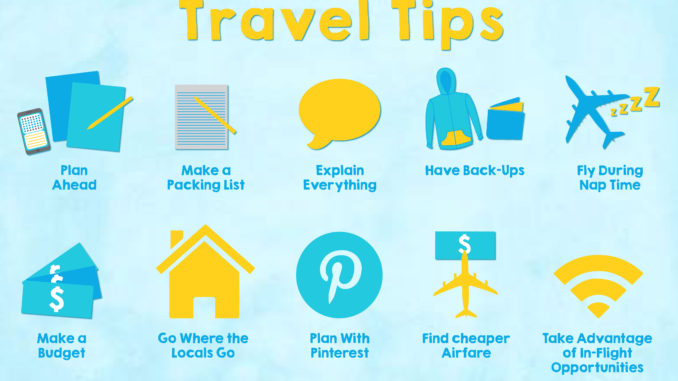 Travel Tips
Plan
Ahead
Make a
Packing List
Explain
Everything
Have Back-Ups
zzzz
Fly During
Nap Time
$
Make a
Budget
Go Where the
Locals Go
Plan With
Pinterest
$
Find cheaper
Airfare
Take Advantage
of In-Flight
Opportunities